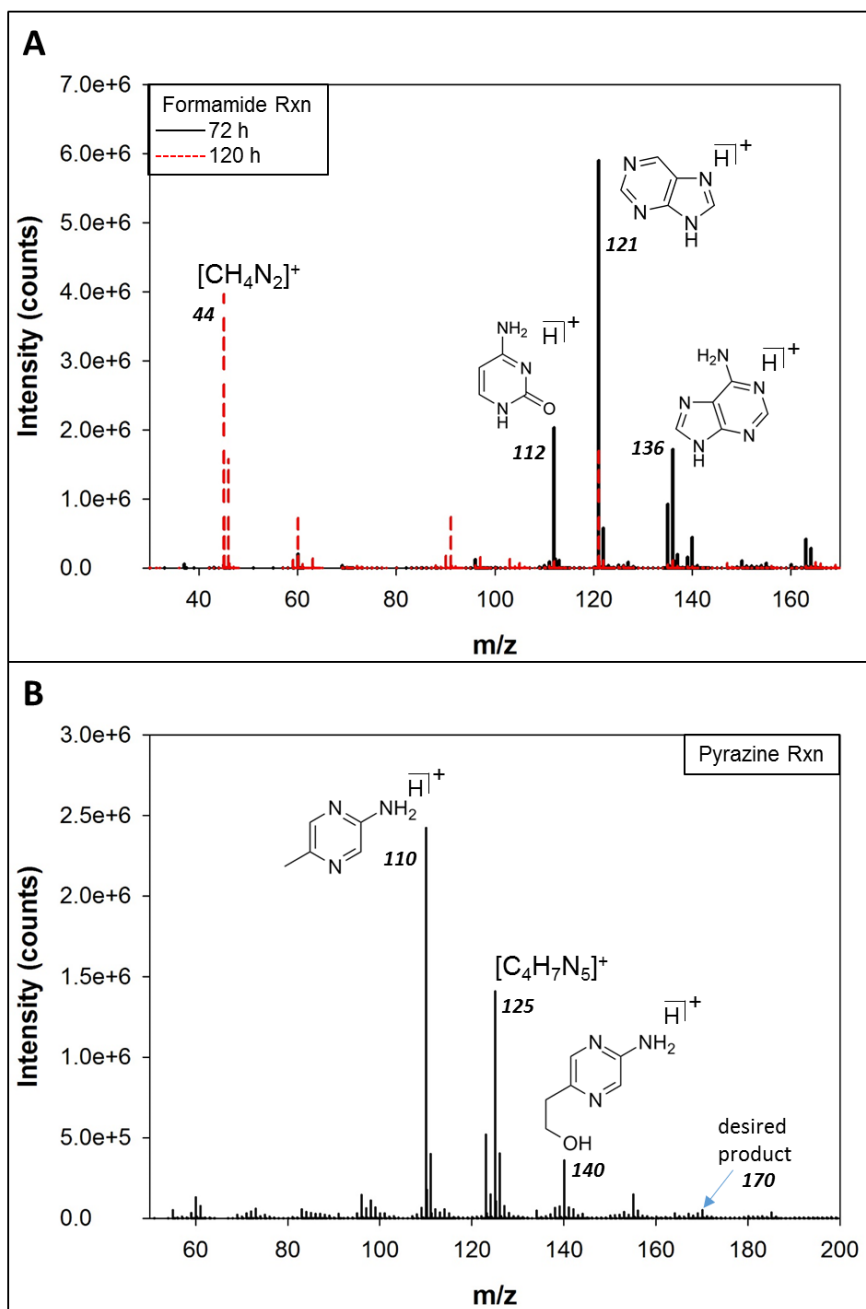 A
7.0e+6
6.0e+6
5.0e+6
4.0e+6
3.0e+6
2.0e+6
1.0e+6
0.0
Intensity (counts)
Formamide Rxn
72 h
120 h
[CH4N2]+
44
NH2
N
N
H
O
H +
112
N
N
N
N
H
H +
121
H2N
N
N
N
N
H
H +
136
40 60 80 100 120 140 160
m/z
B
3.0e+6
2.5e+6
2.0e+6
1.5e+6
1.0e+6
5.0e+5
0.0
Intensity (counts)
Pyrazine Rxn
N
N
NH2
H +
110
[C4H7N5]+
125
N
N
NH2
OH
H +
140
desired
product
170
60 80 100 120 140 160 180 200
m/z